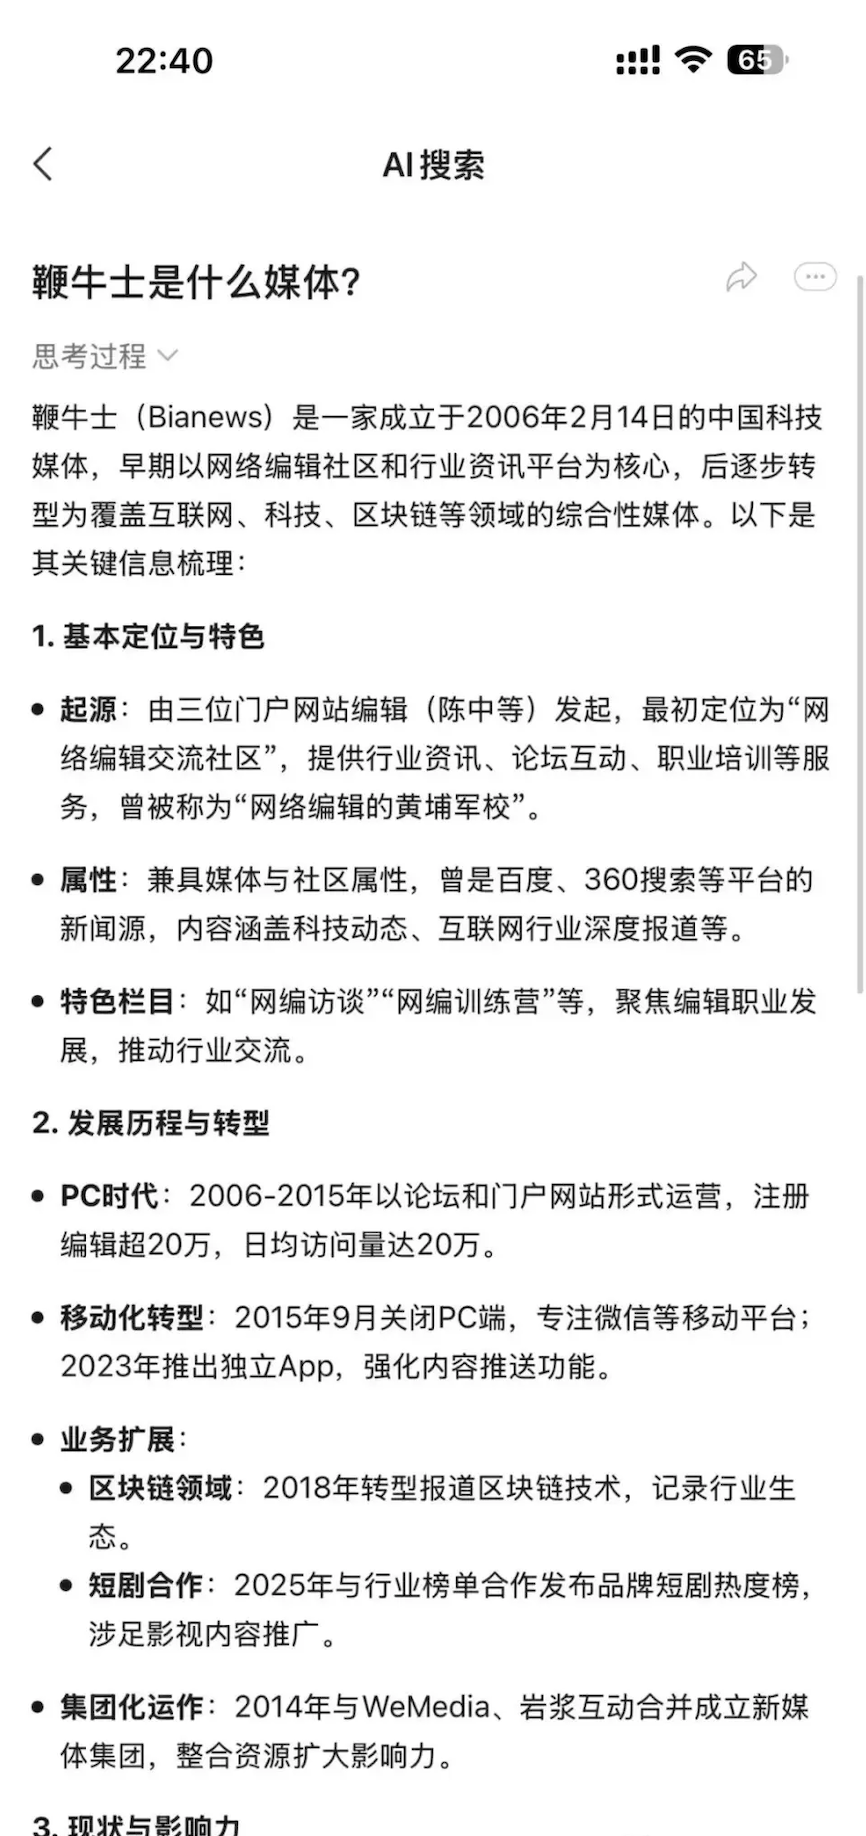 22:40
65
AI搜索
鞭牛士是什么媒体?
思考过程
鞭牛士（Bianews）是一家成立于2006年2月14日的中国科技
媒体，早期以网络编辑社区和行业资讯平台为核心，后逐步转
型为覆盖互联网、科技、区块链等领域的综合性媒体。以下是
其关键信息梳理：
1. 基本定位与特色
• 起源：由三位门户网站编辑（陈中等）发起，最初定位为“网
络编辑交流社区”，提供行业资讯、论坛互动、职业培训等服
务，曾被称为“网络编辑的黄埔军校”。
• 属性：兼具媒体与社区属性，曾是百度、360搜索等平台的
新闻源，内容涵盖科技动态、互联网行业深度报道等。
• 特色栏目：如“网编访谈”“网编训练营”等，聚焦编辑职业发
展，推动行业交流。
2. 发展历程与转型
• PC时代：2006-2015年以论坛和门户网站形式运营，注册
编辑超20万，日均访问量达20万。
• 移动化转型：2015年9月关闭PC端，专注微信等移动平台；
2023年推出独立App，强化内容推送功能。
• 业务扩展：
• 区块链领域：2018年转型报道区块链技术，记录行业生
态。
• 短剧合作：2025年与行业榜单合作发布品牌短剧热度榜，
涉足影视内容推广。
• 集团化运作：2014年与WeMedia、岩浆互动合并成立新媒
体集团，整合资源扩大影响力。
3. 现状与影响力